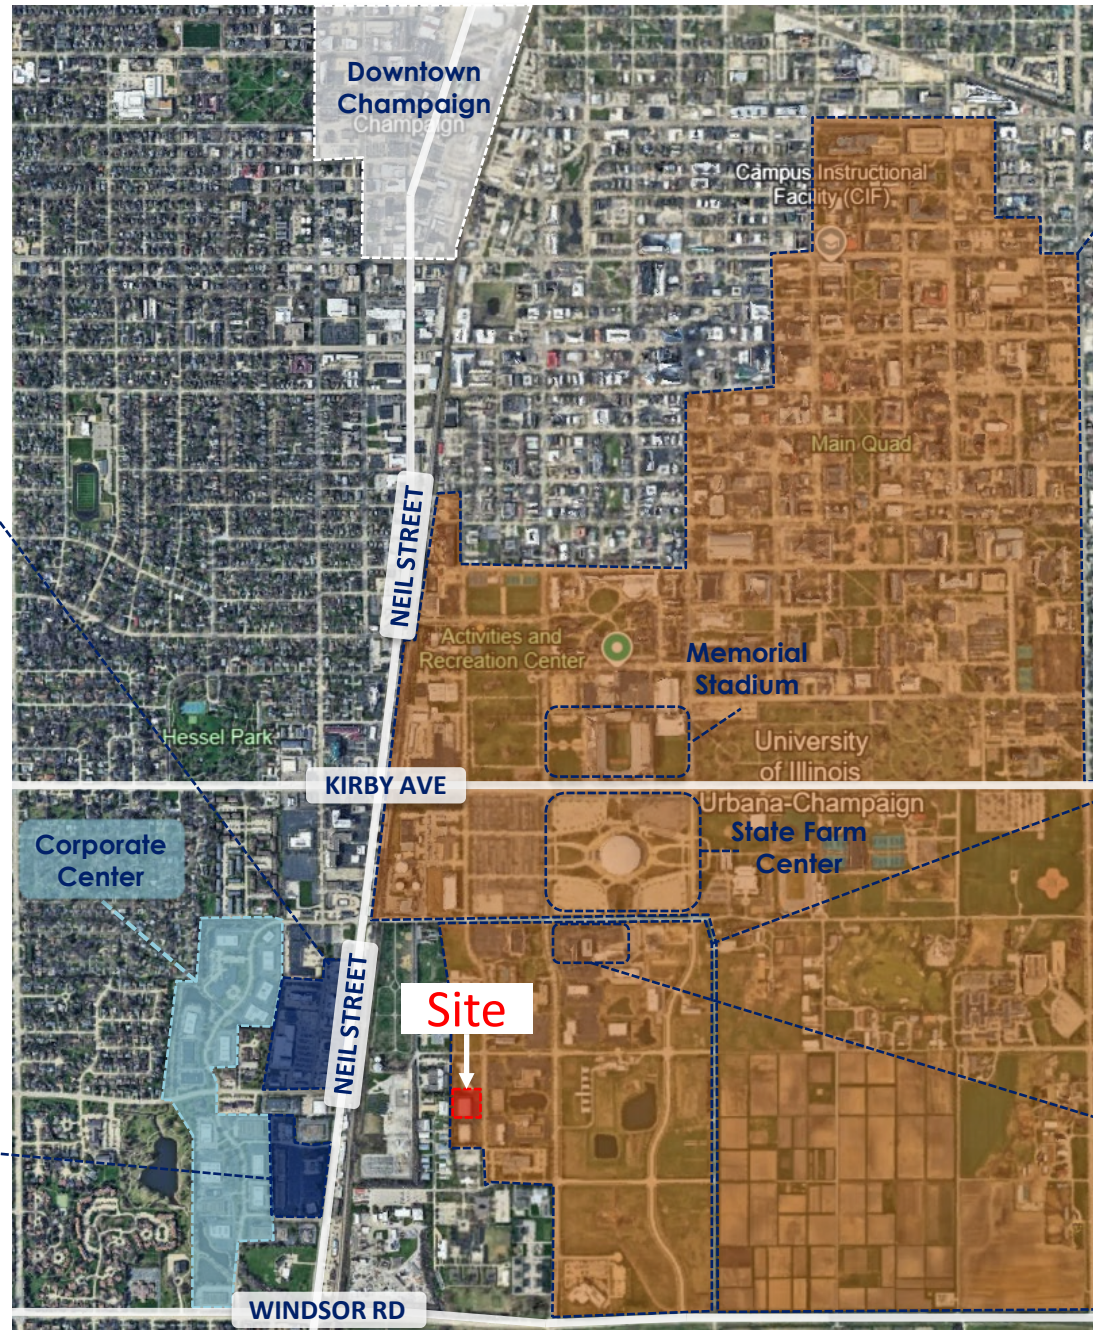 Downtown
Champaign
Champaign
Campus Instructional
Facility (CIF)
Main Quad
NEIL STREET
Activities and
Recreation Center
Memorial
Stadium
Hessel Park
University
of Illinois
KIRBY AVE
Urbana-Champaign
State Farm
Center
Corporate
Center
NEIL STREET
Site
WINDSOR RD